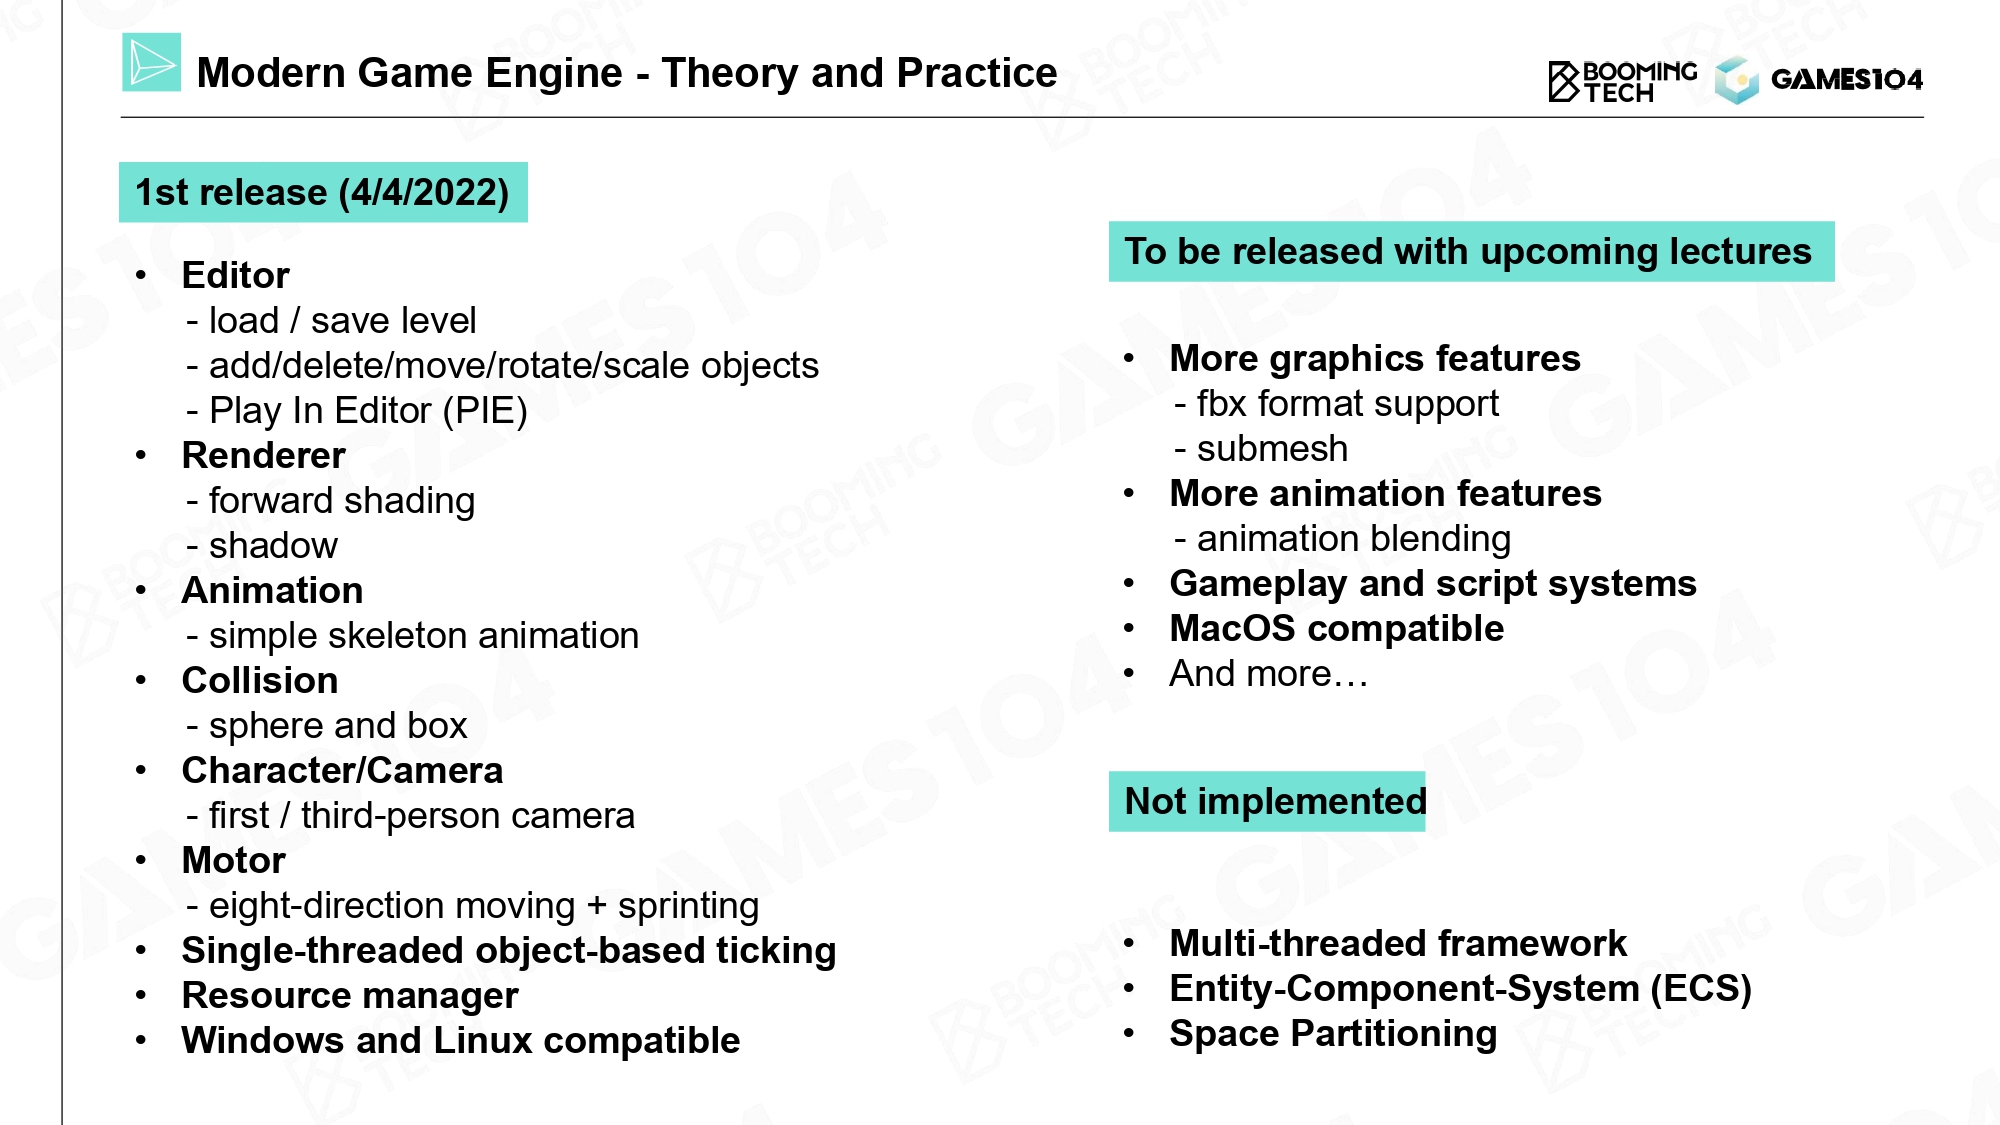 Modern Game Engine - Theory and Practice
BOOMING
TECH
GAMES104
1st release (4/4/2022)
• Editor
- load / save level
- add/delete/move/rotate/scale objects
- Play In Editor (PIE)
• Renderer
- forward shading
- shadow
• Animation
- simple skeleton animation
• Collision
- sphere and box
• Character/Camera
- first / third-person camera
• Motor
- eight-direction moving + sprinting
• Single-threaded object-based ticking
• Resource manager
• Windows and Linux compatible
To be released with upcoming lectures
• More graphics features
- fbx format support
- submesh
• More animation features
- animation blending
• Gameplay and script systems
• MacOS compatible
• And more…
Not implemented
• Multi-threaded framework
• Entity-Component-System (ECS)
• Space Partitioning